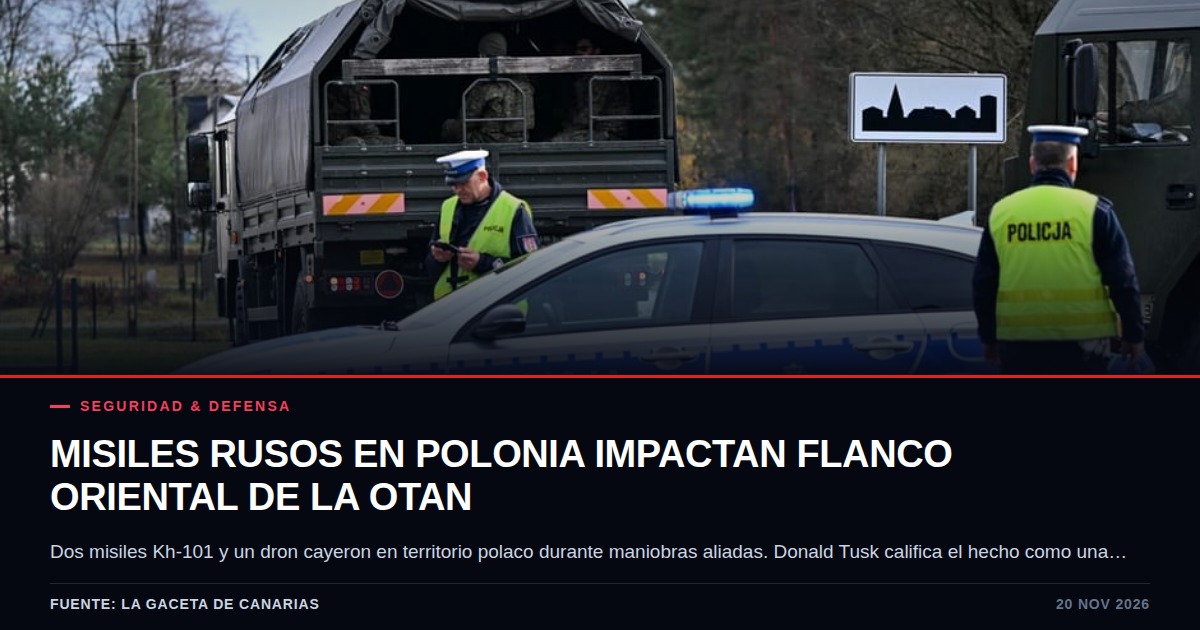 POLICJA
POLICJA
SEGURIDAD & DEFENSA
MISILES RUSOS EN POLONIA IMPACTAN FLANCO
ORIENTAL DE LA OTAN
Dos misiles Kh-101 y un dron cayeron en territorio polaco durante maniobras aliadas. Donald Tusk califica el hecho como una…
FUENTE: LA GACETA DE CANARIAS
20 NOV 2026